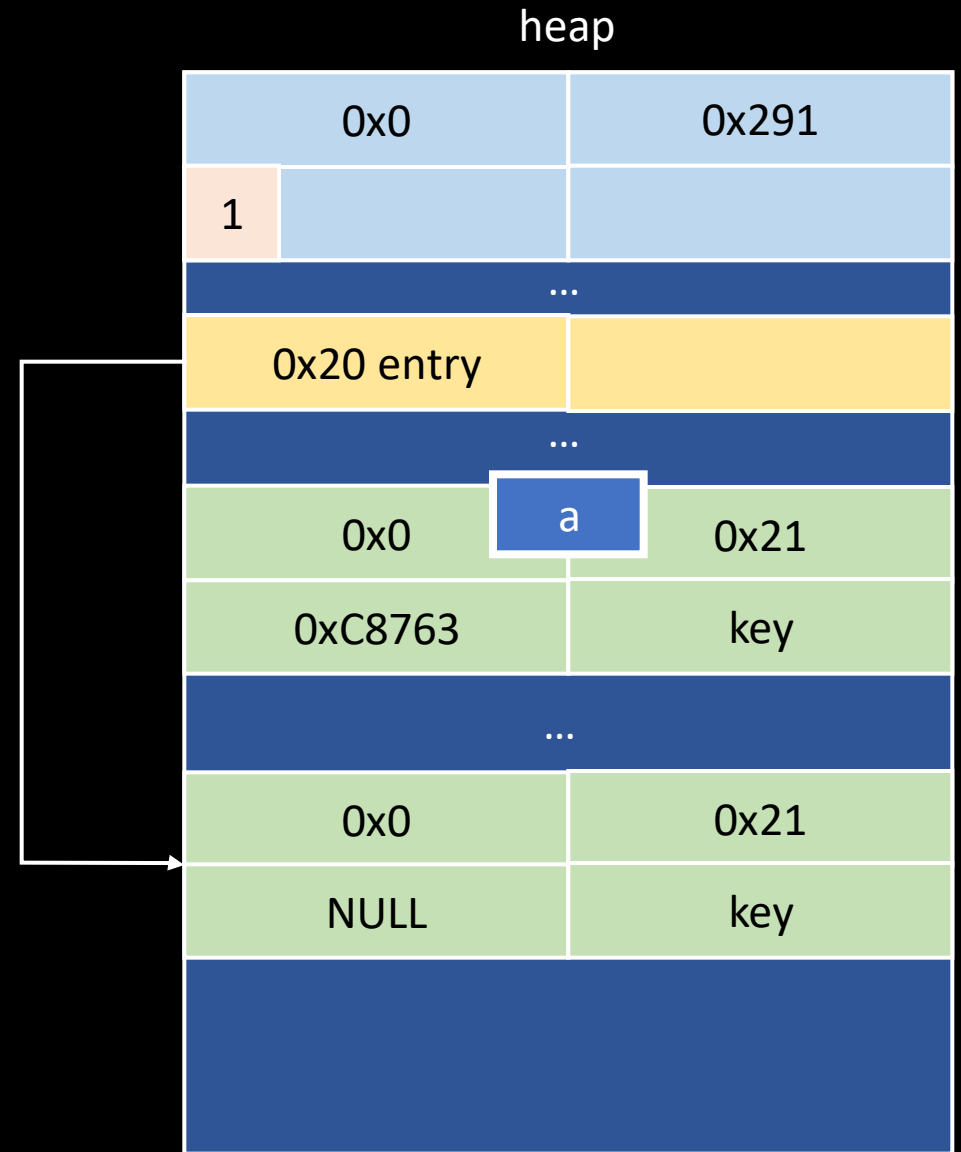 heap
0x0 0x291
1
...
0x20 entry
...
a
0x0 0x21
0xC8763 key
...
0x0 0x21
NULL key